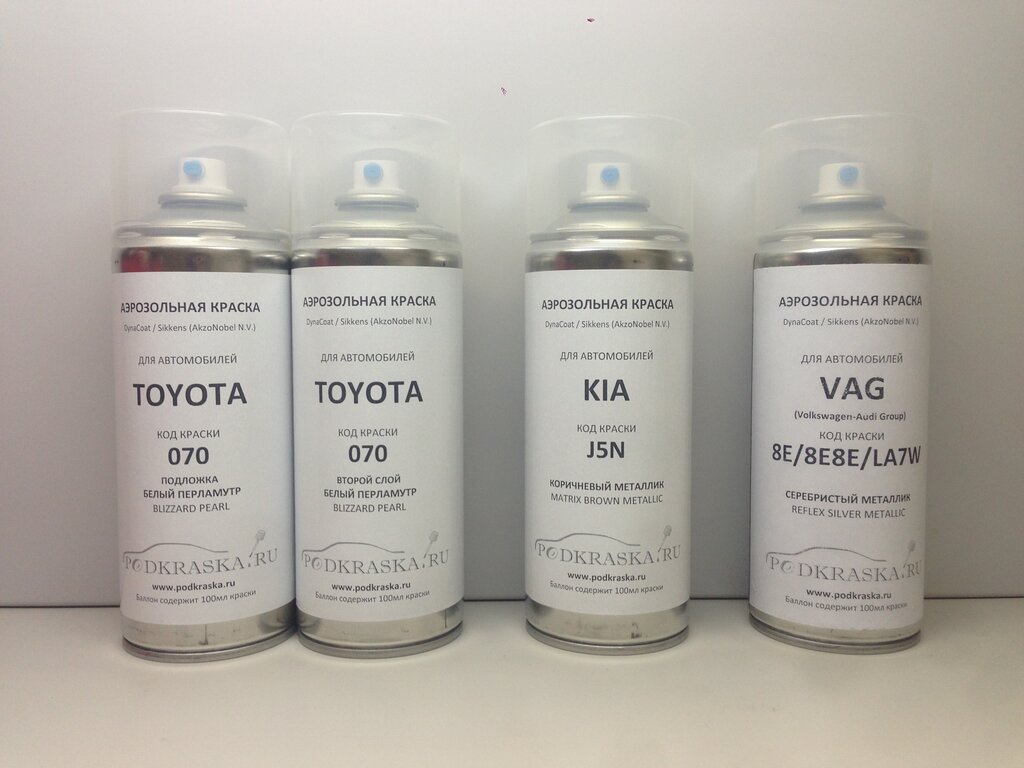 АЭРОЗОЛЬНАЯ КРАСКА
DynaCoat / Sikkens (AkzoNobel N.V.)
ДЛЯ АВТОМОБИЛЕЙ
TOYOTA
КОД КРАСКИ
070
ПОДЛОЖКА
БЕЛЫЙ ПЕРЛАМУТР
BLIZZARD PEARL
PODKRASKA.RU
www.podkraska.ru
Баллон содержит 100мл краски
АЭРОЗОЛЬНАЯ КРАСКА
DynaCoat / Sikkens (AkzoNobel N.V.)
ДЛЯ АВТОМОБИЛЕЙ
TOYOTA
КОД КРАСКИ
070
ВТОРОЙ СЛОЙ
БЕЛЫЙ ПЕРЛАМУТР
BLIZZARD PEARL
PODKRASKA.RU
www.podkraska.ru
Баллон содержит 100мл краски
АЭРОЗОЛЬНАЯ КРАСКА
DynaCoat / Sikkens (AkzoNobel N.V.)
ДЛЯ АВТОМОБИЛЕЙ
KIA
КОД КРАСКИ
J5N
КОРИЧНЕВЫЙ МЕТАЛЛИК
MATRIX BROWN METALLIC
PODKRASKA.RU
www.podkraska.ru
Баллон содержит 100мл краски
АЭРОЗОЛЬНАЯ КРАСКА
DynaCoat / Sikkens (AkzoNobel N.V.)
ДЛЯ АВТОМОБИЛЕЙ
VAG
(Volkswagen-Audi Group)
КОД КРАСКИ
8E/8E8E/LA7W
СЕРЕБРИСТЫЙ МЕТАЛЛИК
REFLEX SILVER METALLIC
PODKRASKA.RU
www.podkraska.ru
Баллон содержит 100мл краски